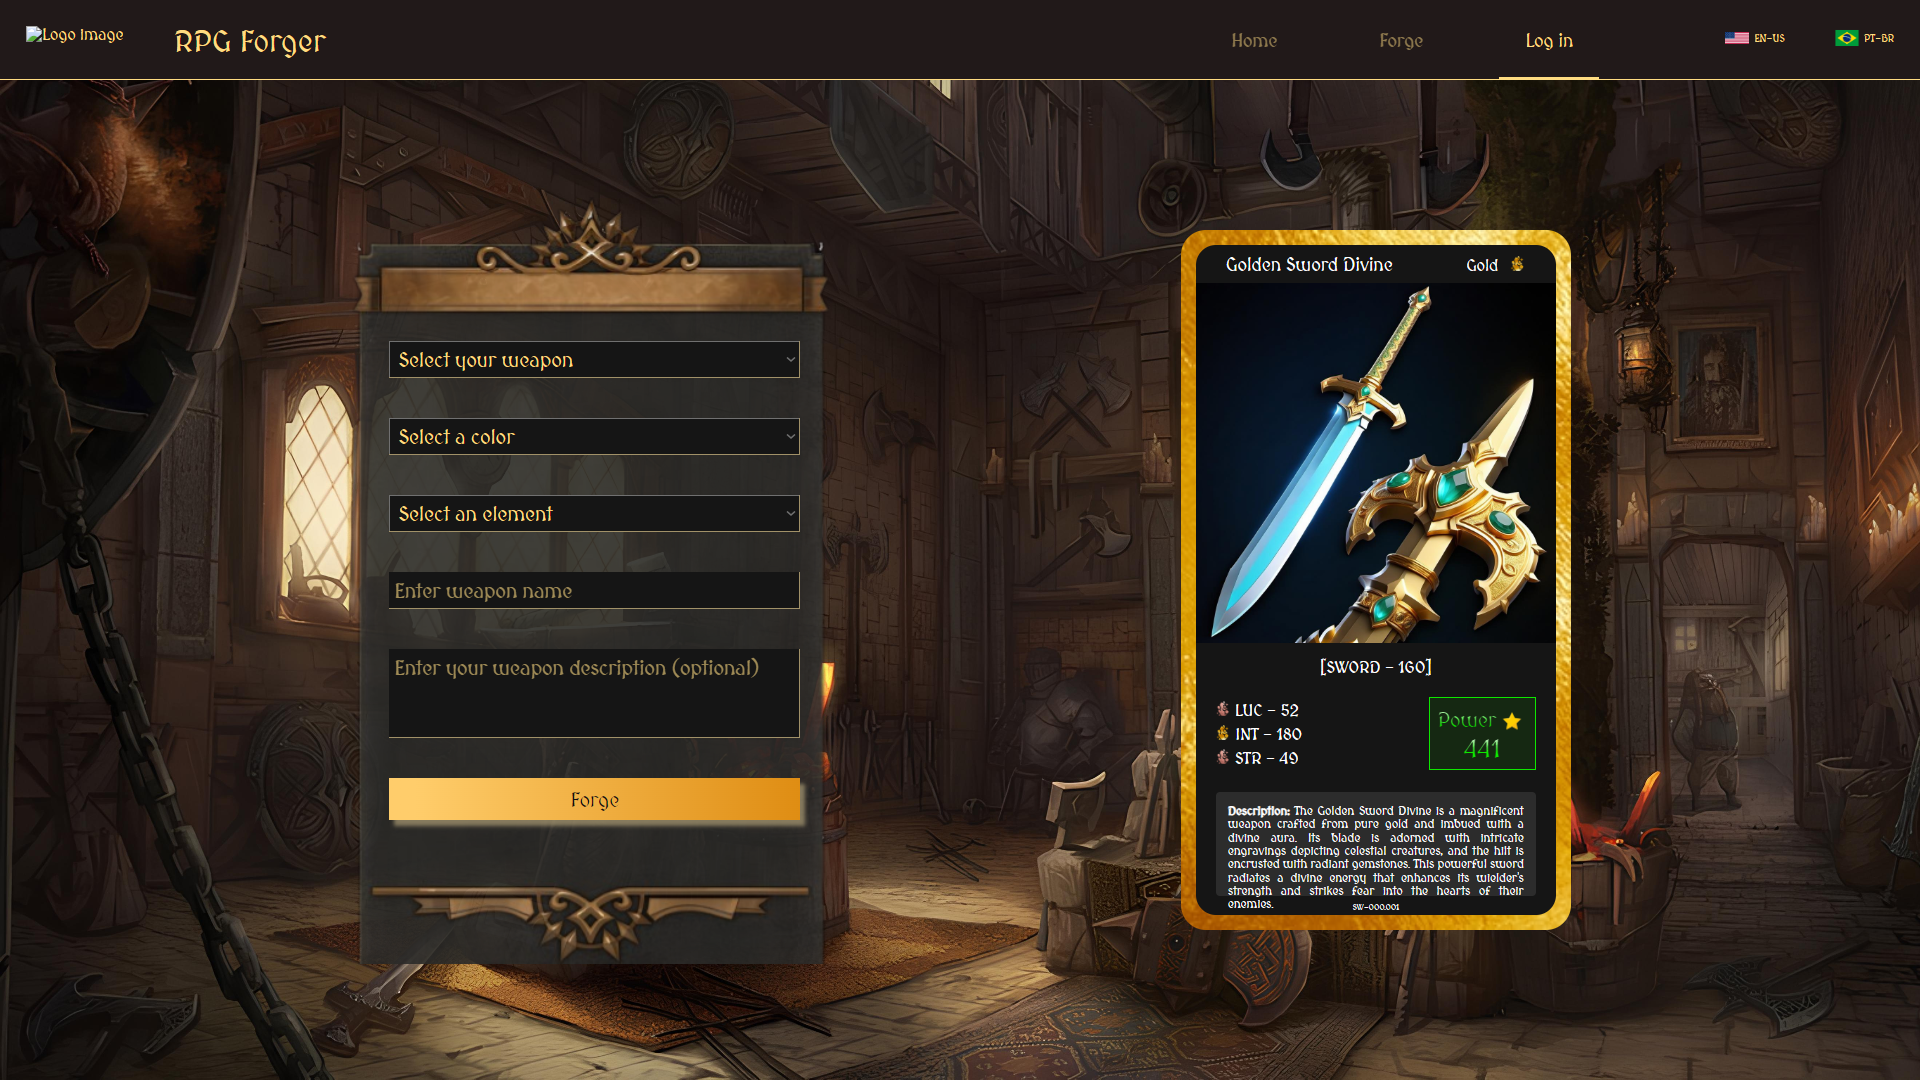 Logo Image
RPG Forger
Home
Forge
Log in
EN-US
PT-BR
Select your weapon
Select a color
Select an element
Enter weapon name
Enter your weapon description (optional)
Forge
Golden Sword Divine
Gold
[SWORD - 160]
LUC - 52
INT - 180
STR - 49
Power
441
Description: The Golden Sword Divine is a magnificent
weapon crafted from pure gold and imbued with a
divine aura. Its blade is adorned with intricate
engravings depicting celestial creatures, and the hilt is
encrusted with radiant gemstones. This powerful sword
radiates a divine energy that enhances its wielder's
strength and strikes fear into the hearts of their
enemies.
SW-000.001